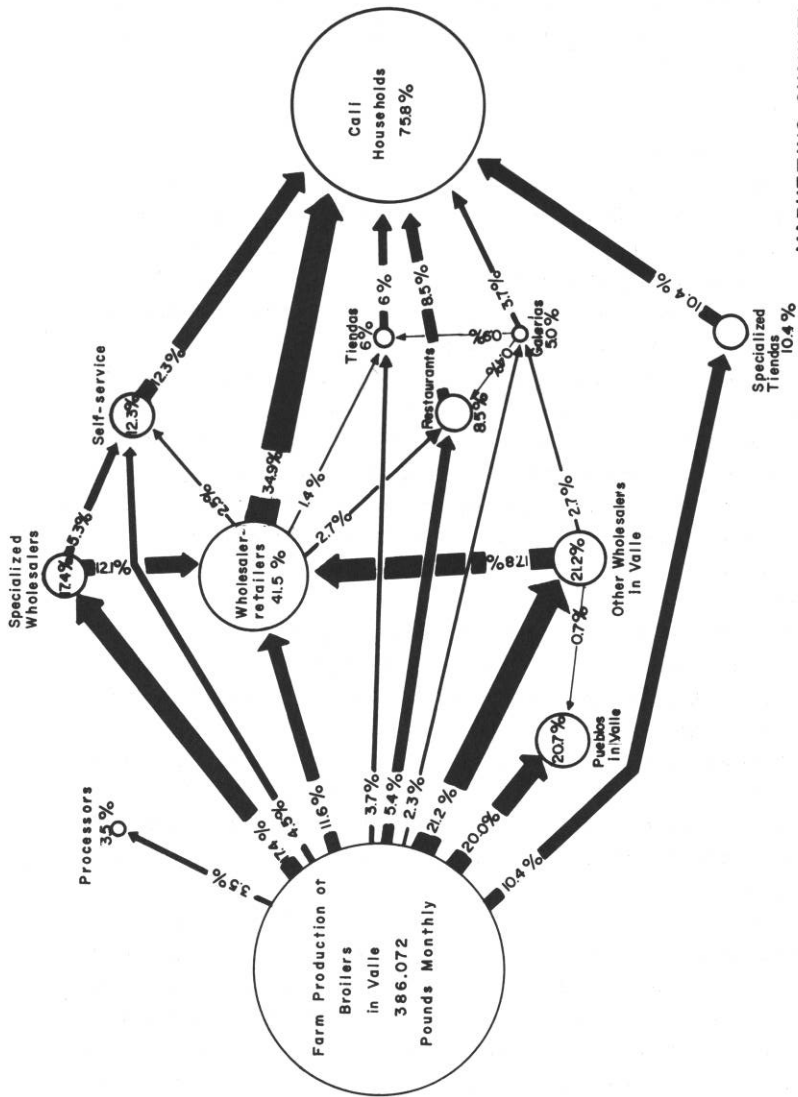 Processors
3.5 %
3.5%
Specialized
Wholesalers
17.4%
5.3%
12.1%
Self-service
12.3%
12.3%
2.5%
Wholesaler-
retailers
41.5 %
34.9%
1.4%
2.7%
Cali
Households
75.8%
Tiendas
6%
6 %
0.9%
Restaurants
8.5%
8.5%
0.4%
Galerías
5.0%
3.7%
Farm Production of
Broilers
in Valle
386.072
Pounds Monthly
17.4 %
4.5%
11.6%
3.7%
5.4 %
2.3%
21.2 %
20.0%
10.4%
Pueblos
in Valle
20.7%
0.7%
Other Wholesalers
in Valle
21.2%
17.8%
2.7%
Specialized
Tiendas
10.4%
10.4 %